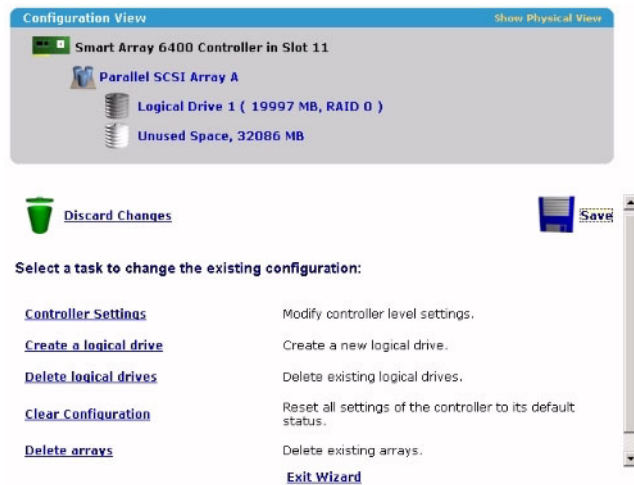 Configuration View Show Physical View
Smart Array 6400 Controller in Slot 11
Parallel SCSI Array A
Logical Drive 1 ( 19997 MB, RAID 0 )
Unused Space, 32086 MB
Discard Changes Save
Select a task to change the existing configuration:
Controller Settings Modify controller level settings.
Create a logical drive Create a new logical drive.
Delete logical drives Delete existing logical drives.
Clear Configuration Reset all settings of the controller to its default
status.
Delete arrays Delete existing arrays.
Exit Wizard